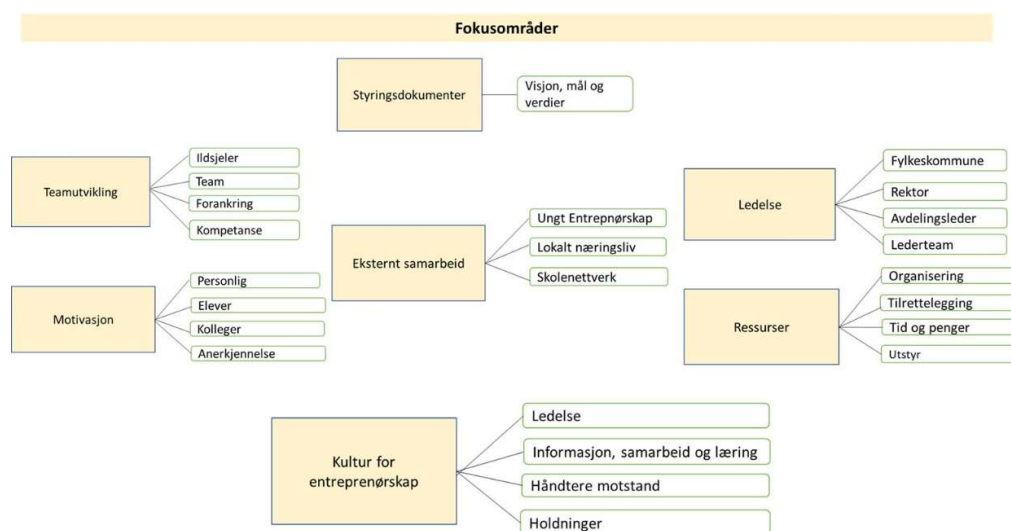 Fokusområder
Styringsdokumenter
Visjon, mål og
verdier
Teamutvikling
Ildsjeler
Team
Forankring
Kompetanse
Motivasjon
Personlig
Elever
Kolleger
Anerkjennelse
Eksternt samarbeid
Ungt Entrepnørskap
Lokalt næringsliv
Skolenettverk
Ledelse
Fylkeskommune
Rektor
Avdelingsleder
Lederteam
Ressurser
Organisering
Tilrettelegging
Tid og penger
Utstyr
Kultur for
entreprenørskap
Ledelse
Informasjon, samarbeid og læring
Håndtere motstand
Holdninger